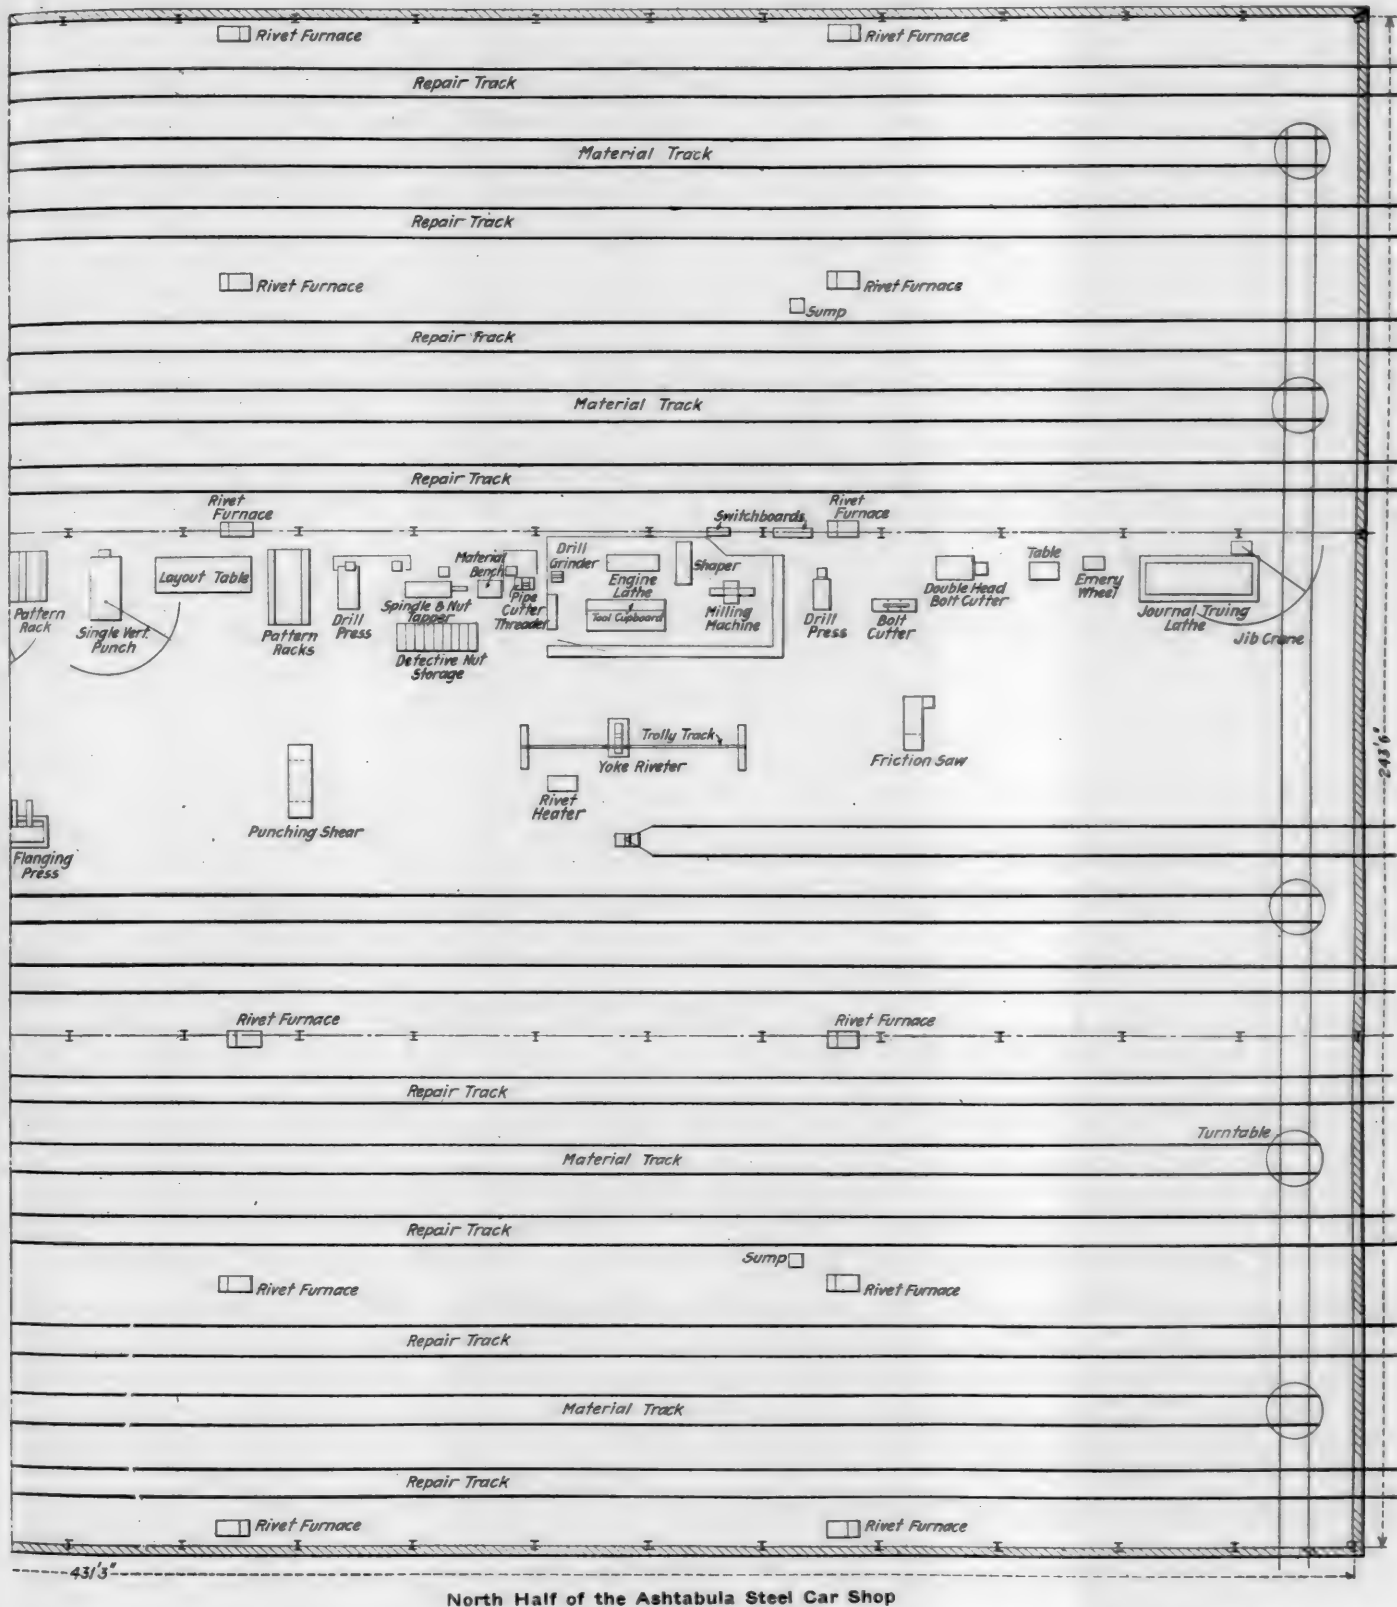 Rivet Furnace
Rivet Furnace
Repair Track
Material Track
Repair Track
Rivet Furnace
Rivet Furnace
Sump
Repair Track
Material Track
Repair Track
Rivet
Furnace
Switchboards
Rivet
Furnace
Pattern
Rack
Single Vert.
Punch
Layout Table
Pattern
Racks
Drill
Press
Spindle & Nut
Tapper
Material
Bench
Defective Nut
Storage
Pipe
Cutter
Threader
Drill
Grinder
Engine
Lathe
Tool Cupboard
Shaper
Milling
Machine
Drill
Press
Bolt
Cutter
Double Head
Bolt Cutter
Table
Emery
Wheel
Journal Truing
Lathe
Jib Crane
Trolly Track
Yoke Riveter
Rivet
Heater
Friction Saw
Punching Shear
Flanging
Press
243'6"
Rivet Furnace
Rivet Furnace
Repair Track
Turntable
Material Track
Repair Track
Sump
Rivet Furnace
Rivet Furnace
Repair Track
Material Track
Repair Track
Rivet Furnace
Rivet Furnace
431'3"
North Half of the Ashtabula Steel Car Shop